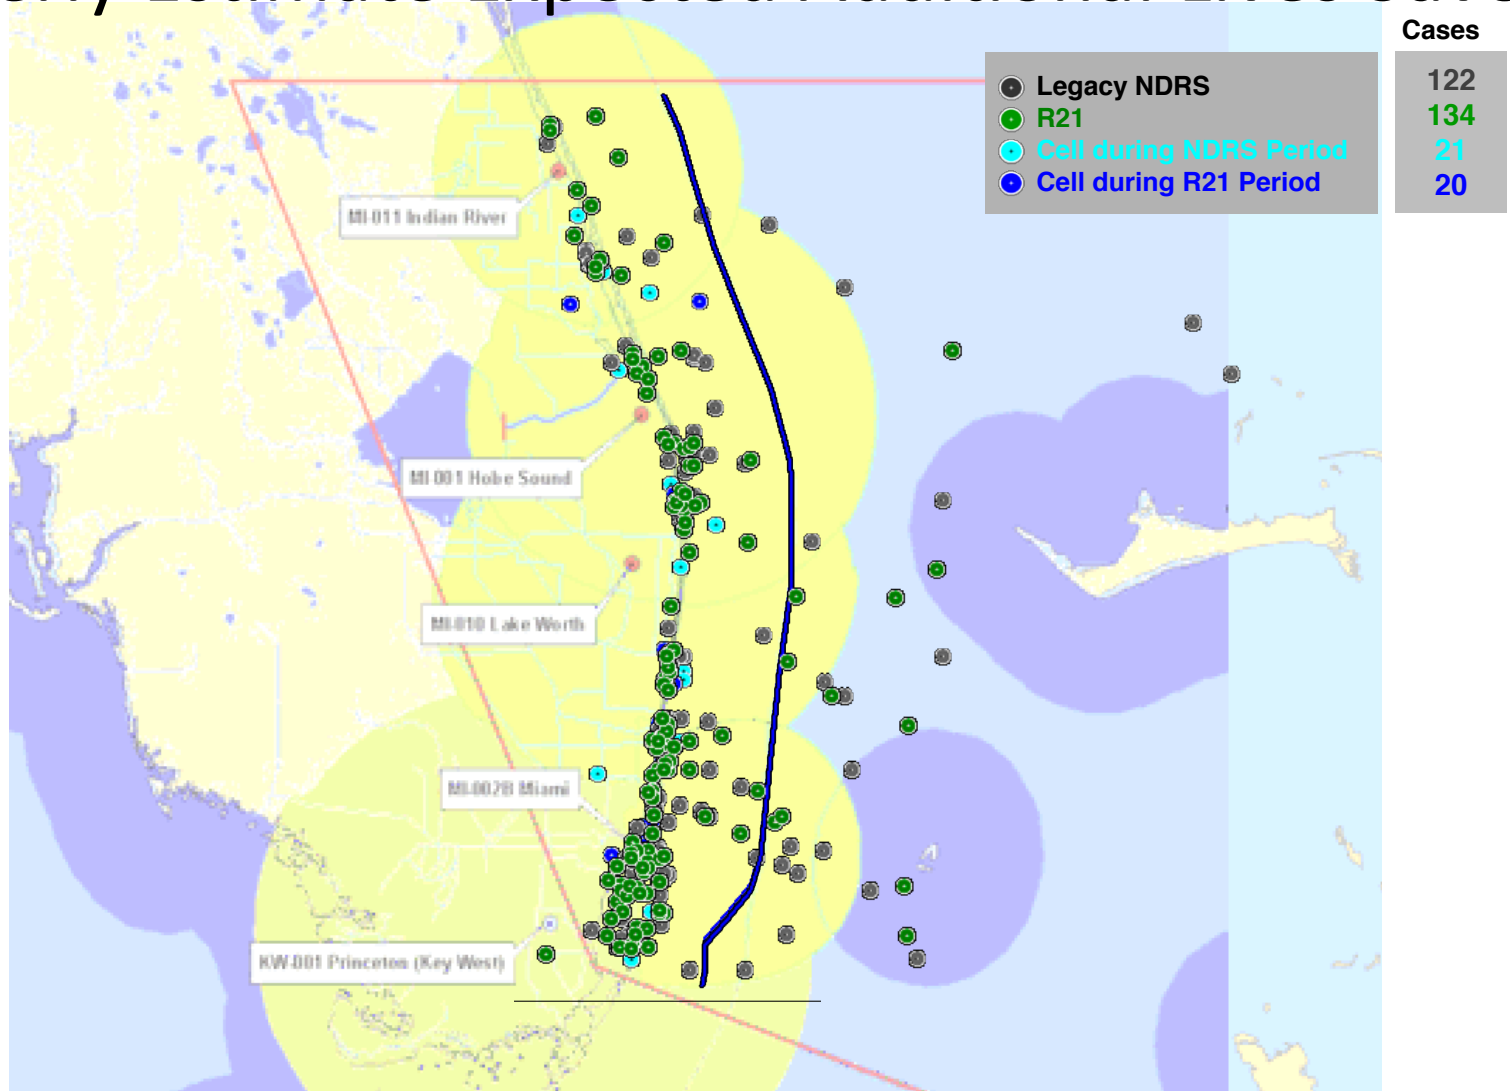 Cases
Legacy NDRS 122
R21 134
Cell during NDRS Period 21
Cell during R21 Period 20
MI-011 Indian River
MI-001 Hobe Sound
MI-010 Lake Worth
MI-002B Miami
KW-001 Princeton (Key West)